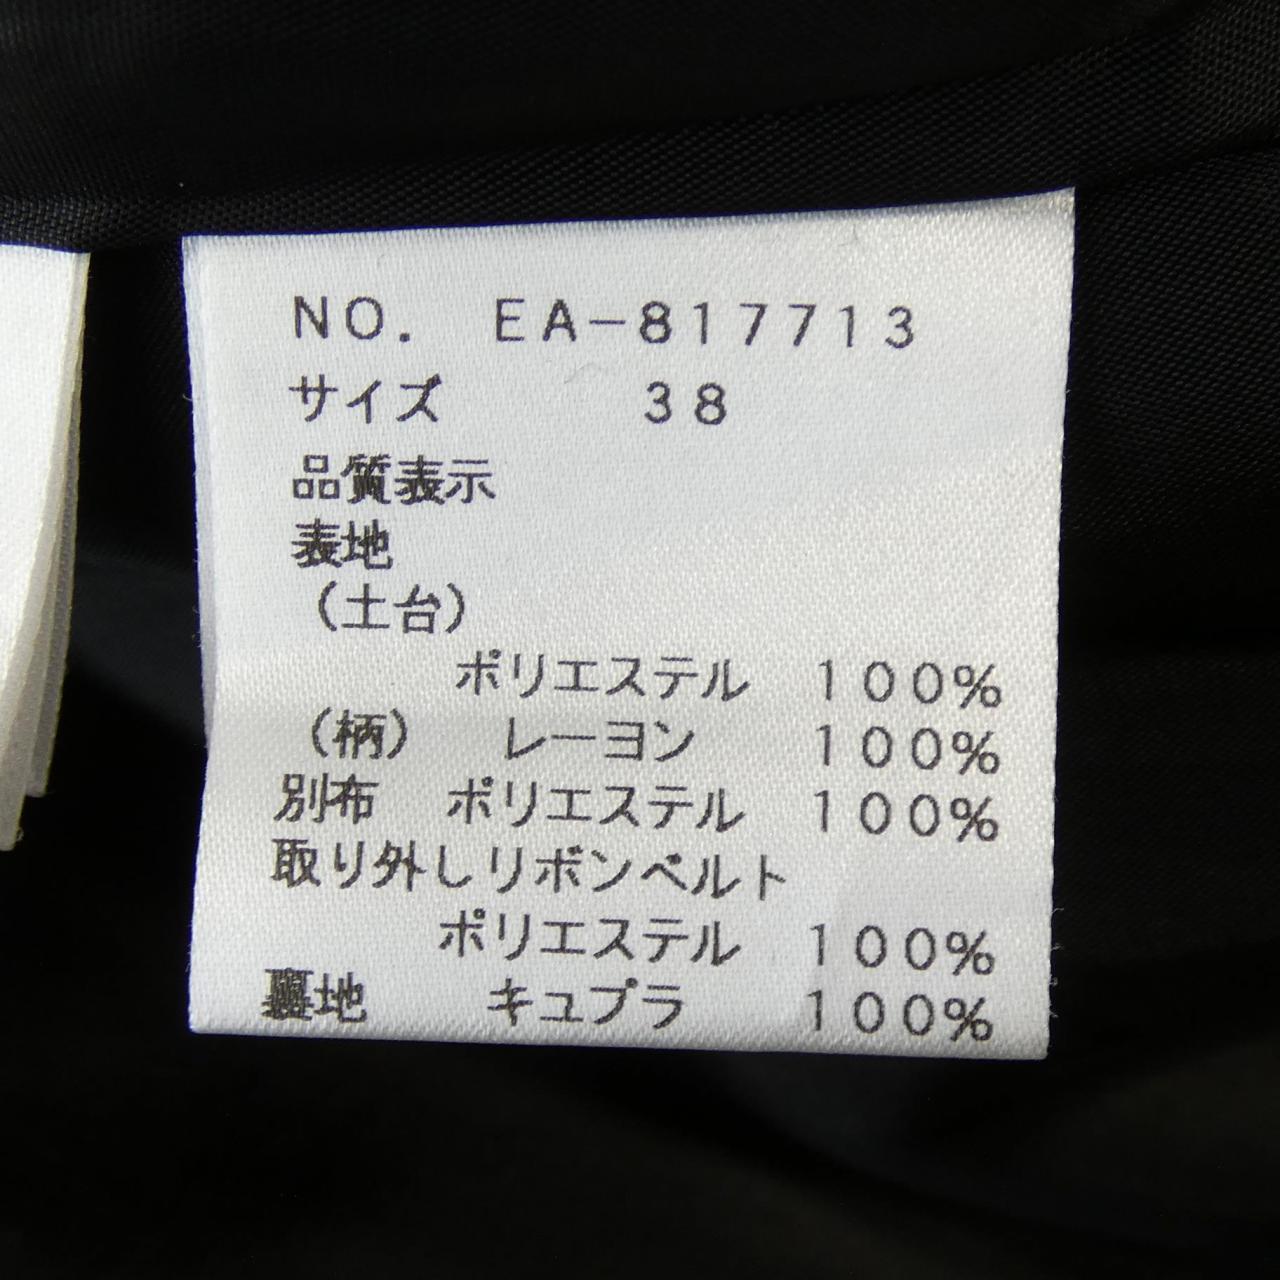 NO. EA-817713
サイズ 38
品質表示
表地
(土台)
ポリエステル 100%
(柄) レーヨン 100%
別布 ポリエステル 100%
取り外しリボンベルト
ポリエステル 100%
裏地 キュプラ 100%